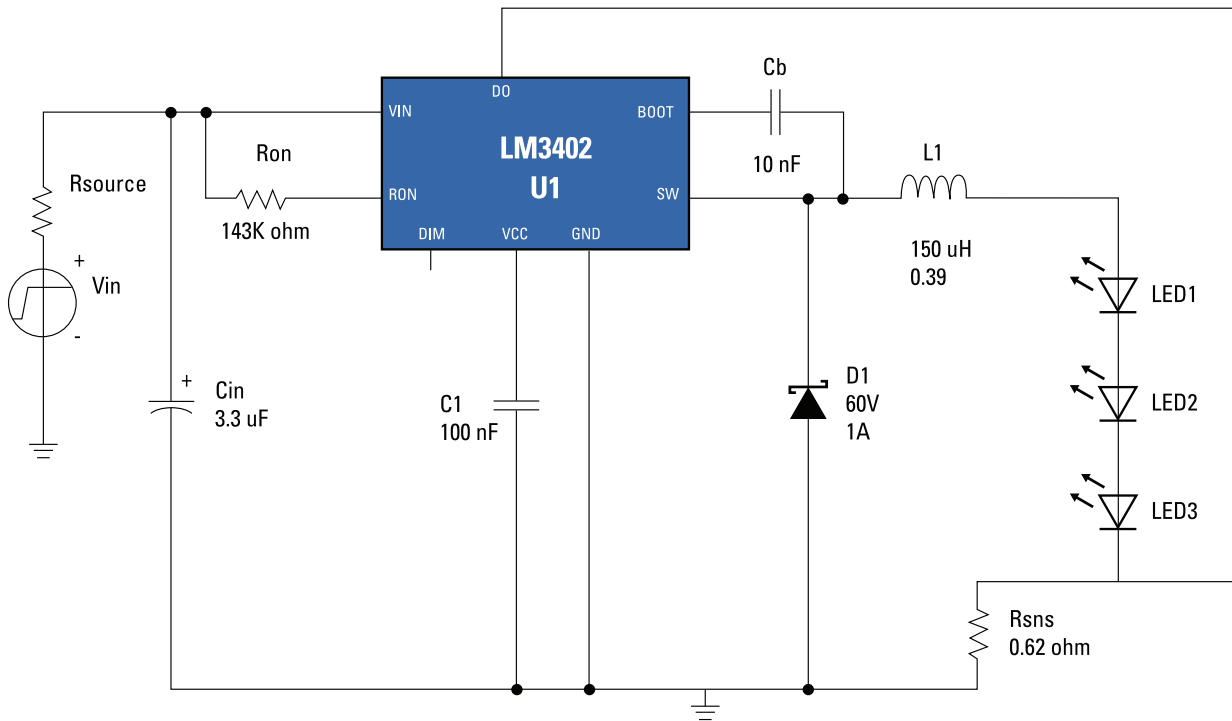 DO
Cb
VIN
BOOT
LM3402
U1
10 nF
L1
Ron
Rsource
RON
SW
143K ohm
DIM
VCC
GND
150 uH
0.39
+
Vin
-
LED1
+
Cin
3.3 uF
C1
100 nF
D1
60V
1A
LED2
LED3
Rsns
0.62 ohm